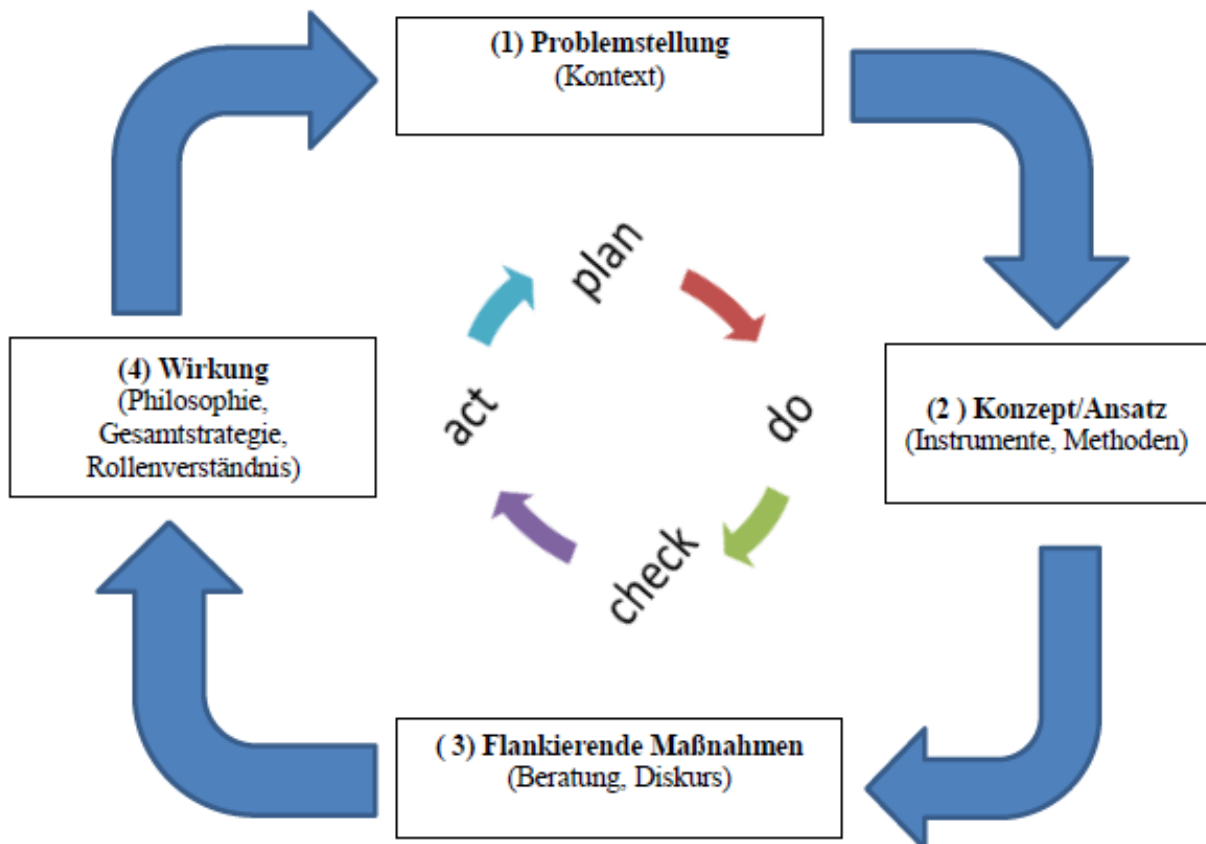 (1) Problemstellung
(Kontext)
plan
(4) Wirkung
(Philosophie,
Gesamtstrategie,
Rollenverständnis)
act
do
(2 ) Konzept/Ansatz
(Instrumente, Methoden)
check
( 3) Flankierende Maßnahmen
(Beratung, Diskurs)